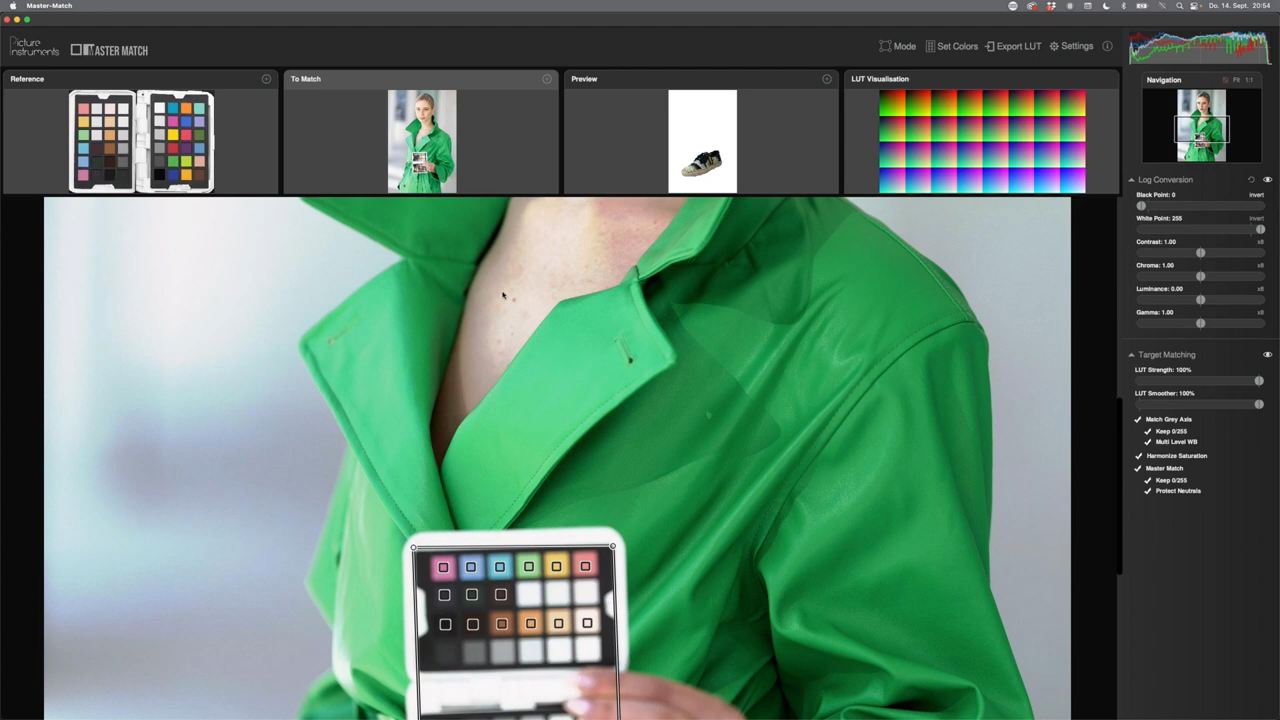 Master-Match
Do. 14. Sept. 20:54
Picture
Instruments
MASTER MATCH
Mode
Set Colors
Export LUT
Settings
Reference
To Match
Preview
LUT Visualisation
Navigation
Fit
1:1
Log Conversion
Black Point: 0
invert
White Point: 255
invert
Contrast: 1.00
x8
Chroma: 1.00
x8
Luminance: 0.00
x8
Gamma: 1.00
x8
Target Matching
LUT Strength: 100%
LUT Smoother: 100%
Match Grey Axis
Keep 0/255
Multi Level WB
Harmonize Saturation
Master Match
Keep 0/255
Protect Neutrals